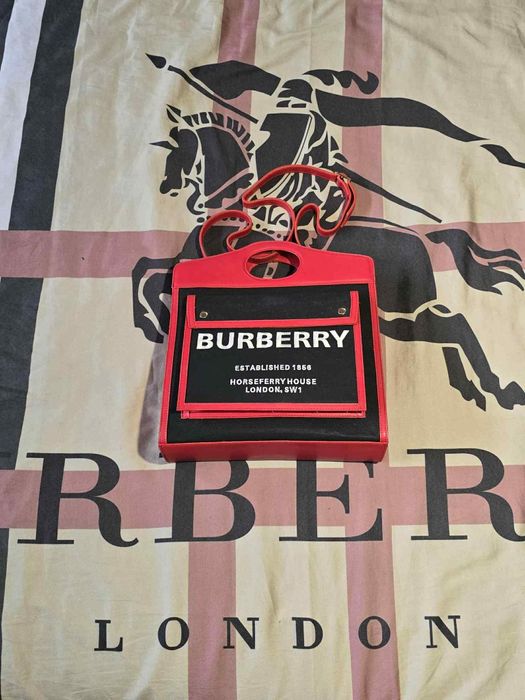 BURBERRY
ESTABLISHED 1856
HORSEFERRY HOUSE
LONDON, SW1
RBER
LONDON